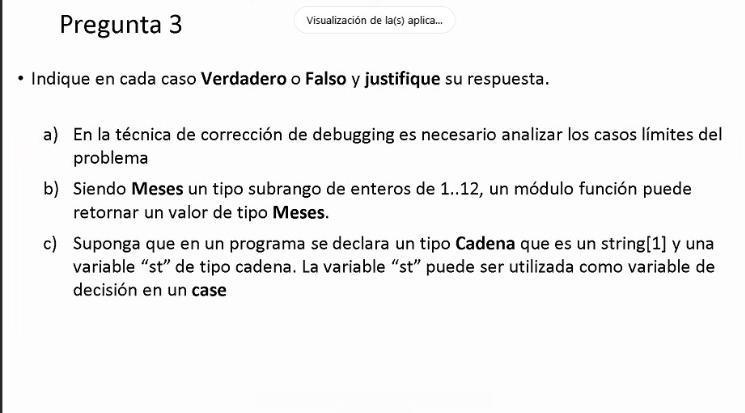 Pregunta 3
Visualización de la(s) aplica...
• Indique en cada caso Verdadero o Falso y justifique su respuesta.
a) En la técnica de corrección de debugging es necesario analizar los casos límites del
problema
b) Siendo Meses un tipo subrango de enteros de 1..12, un módulo función puede
retornar un valor de tipo Meses.
c) Suponga que en un programa se declara un tipo Cadena que es un string[1] y una
variable “st” de tipo cadena. La variable “st” puede ser utilizada como variable de
decisión en un case